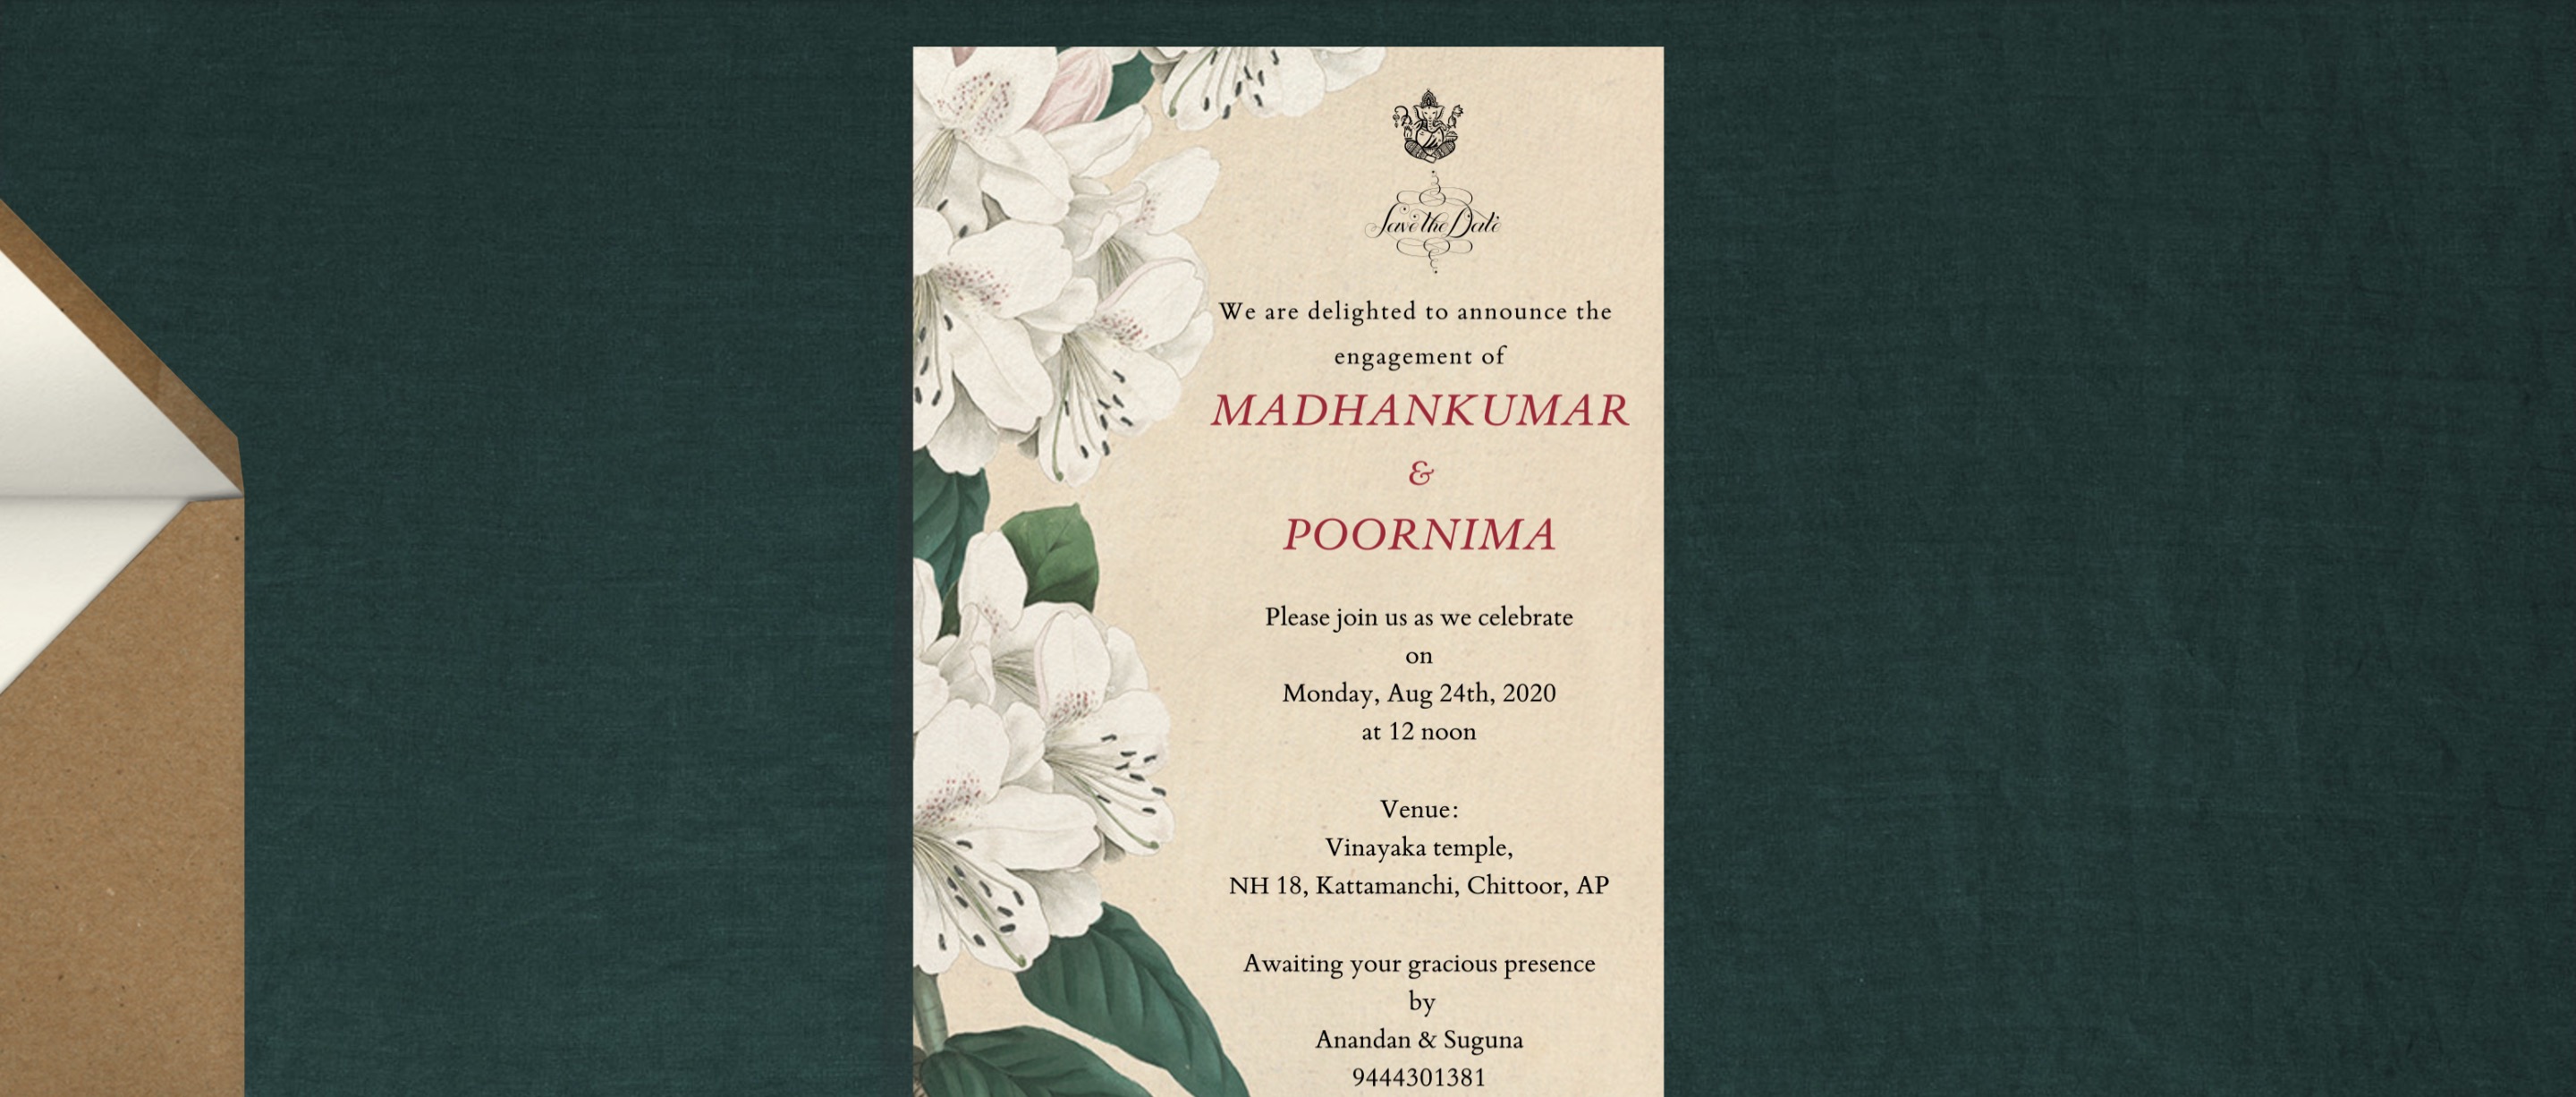 Save the Date
We are delighted to announce the
engagement of
MADHANKUMAR
&
POORNIMA
Please join us as we celebrate
on
Monday, Aug 24th, 2020
at 12 noon
Venue:
Vinayaka temple,
NH 18, Kattamanchi, Chittoor, AP
Awaiting your gracious presence
by
Anandan & Suguna
9444301381